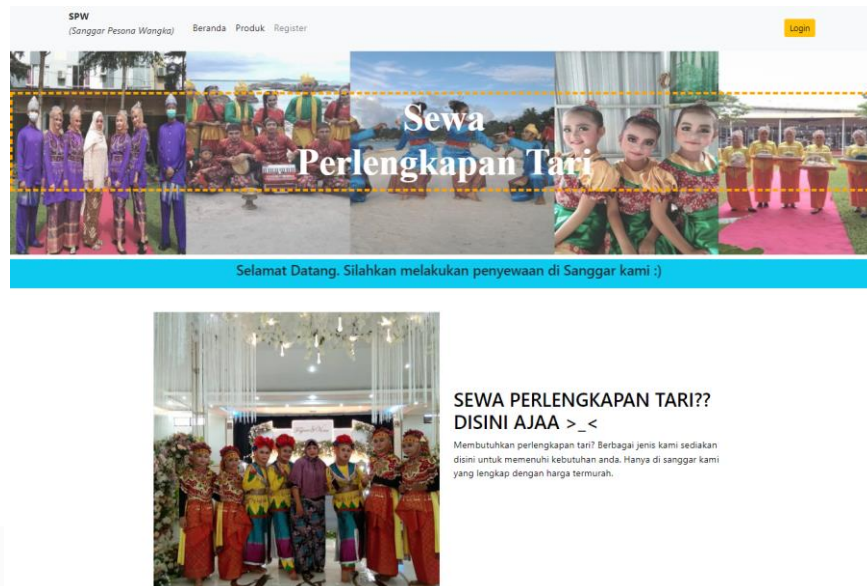 SPW
(Sanggar Pesona Wangka)
Beranda Produk Register
Login
Sewa
Perlengkapan Tari
Selamat Datang. Silahkan melakukan penyewaan di Sanggar kami :)
SEWA PERLENGKAPAN TARI??
DISINI AJAA >_<
Membutuhkan perlengkapan tari? Berbagai jenis kami sediakan
disini untuk memenuhi kebutuhan anda. Hanya di sanggar kami
yang lengkap dengan harga termurah.